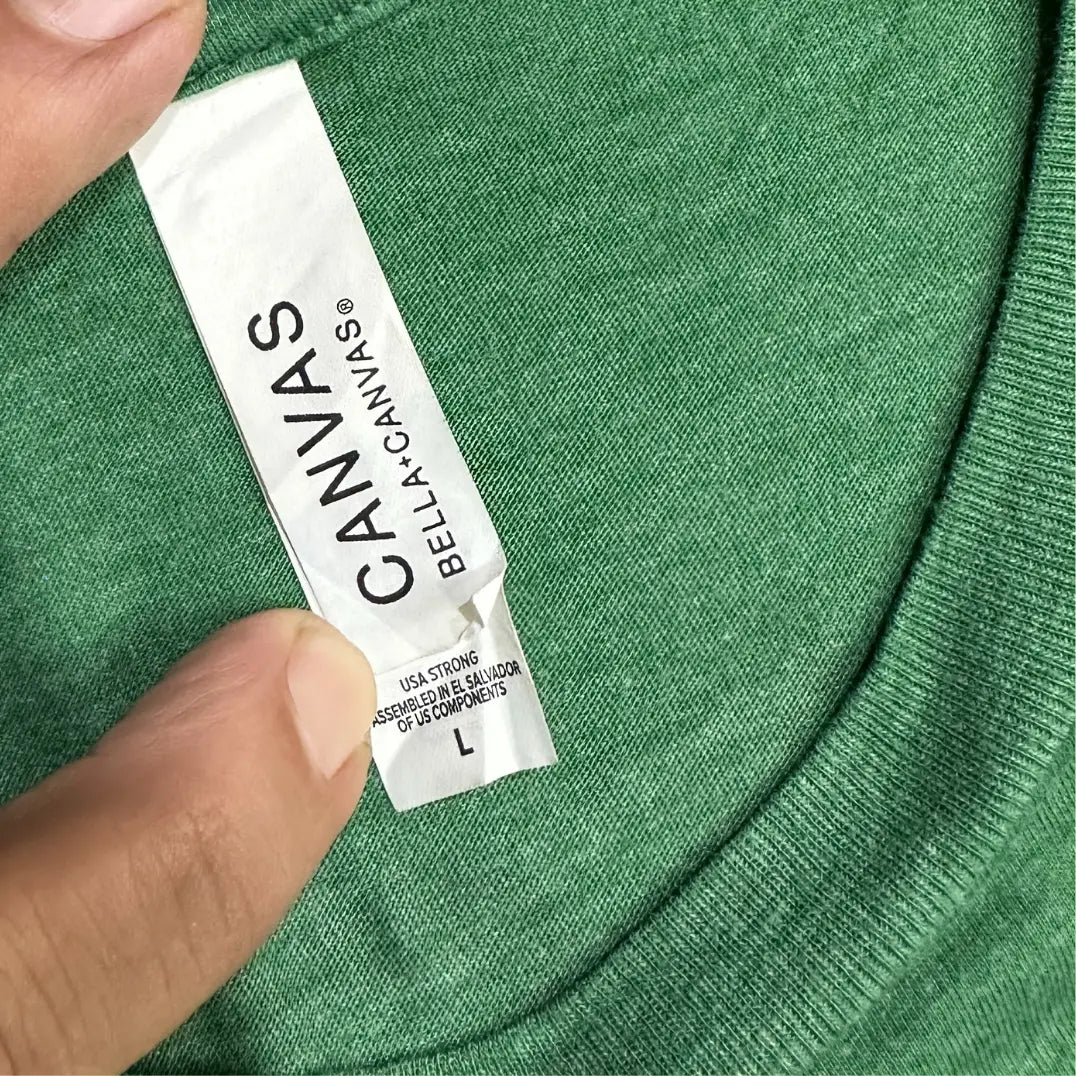 CANVAS
BELLA+CANVAS®
USA STRONG
ASSEMBLED IN EL SALVADOR
OF US COMPONENTS
L